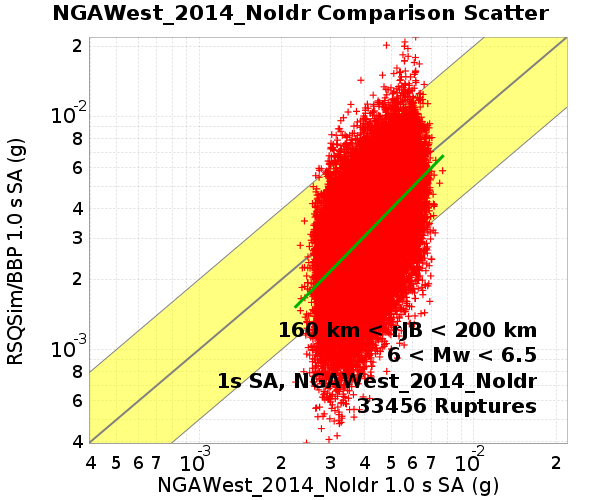 NGAWest_2014_NoIdr Comparison Scatter
RSQSim/BBP 1.0 s SA (g)
2
10-2
8
6
4
3
2
10-3
8
6
4
160 km < rJB < 200 km
6 < Mw < 6.5
1s SA, NGAWest_2014_NoIdr
33456 Ruptures
4 5 6 7 10-3 2 3 4 5 6 7 10-2 2
NGAWest_2014_NoIdr 1.0 s SA (g)